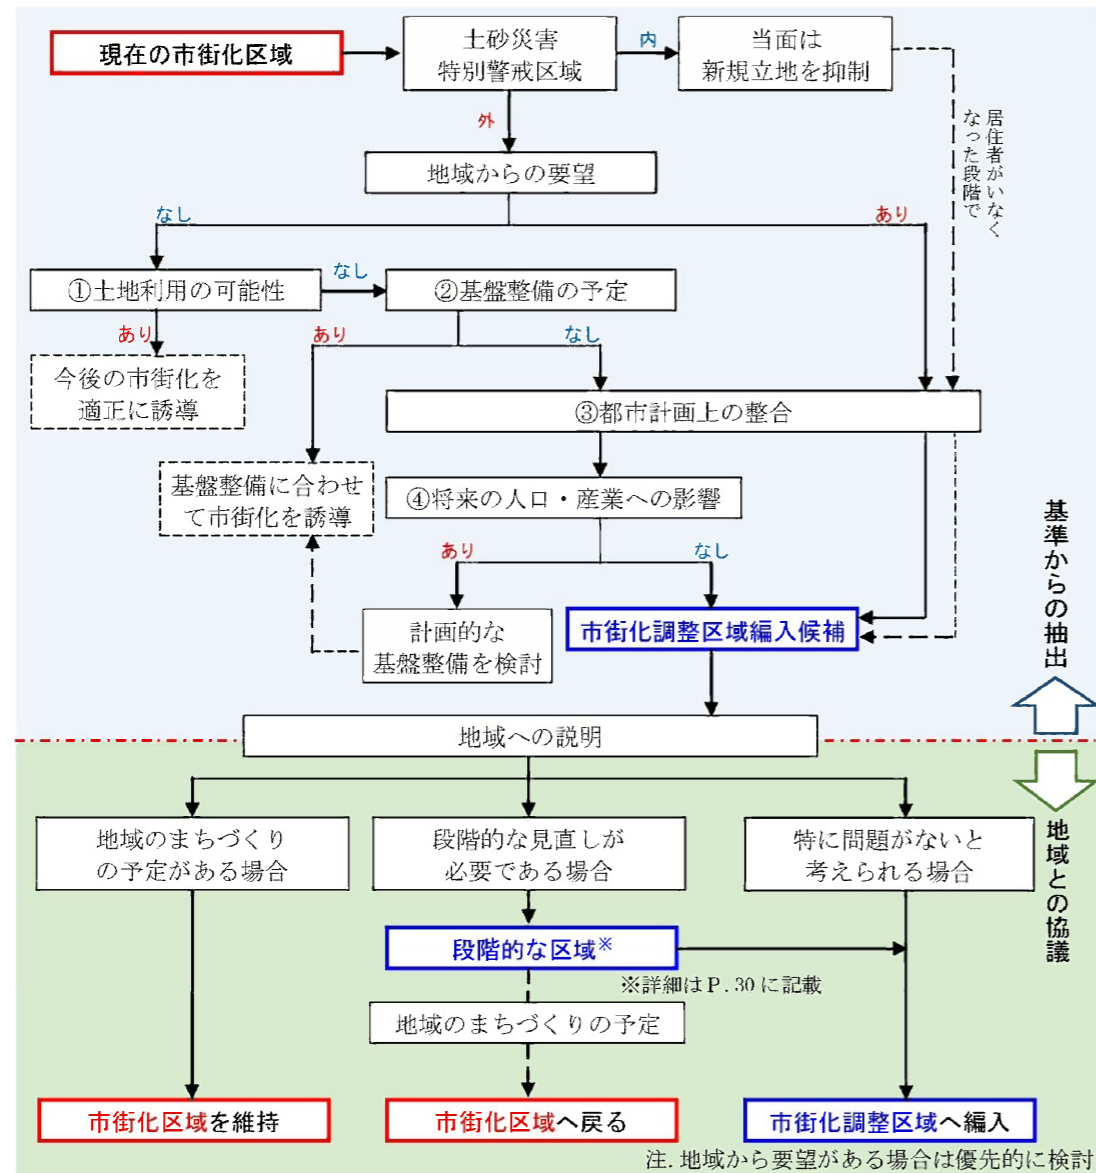 現在の市街化区域
土砂災害
特別警戒区域
内
当面は
新規立地を抑制
外
居住者がいなく
なった段階で
地域からの要望
なし
あり
①土地利用の可能性
なし
②基盤整備の予定
あり
あり
なし
今後の市街化を
適正に誘導
③都市計画上の整合
基盤整備に合わせ
て市街化を誘導
④将来の人口・産業への影響
あり
なし
計画的な
基盤整備を検討
市街化調整区域編入候補
基準からの抽出
地域への説明
地域との協議
地域のまちづくり
の予定がある場合
段階的な見直しが
必要である場合
特に問題がないと
考えられる場合
段階的な区域※
※詳細はP.30に記載
地域のまちづくりの予定
市街化区域を維持
市街化区域へ戻る
市街化調整区域へ編入
注.地域から要望がある場合は優先的に検討